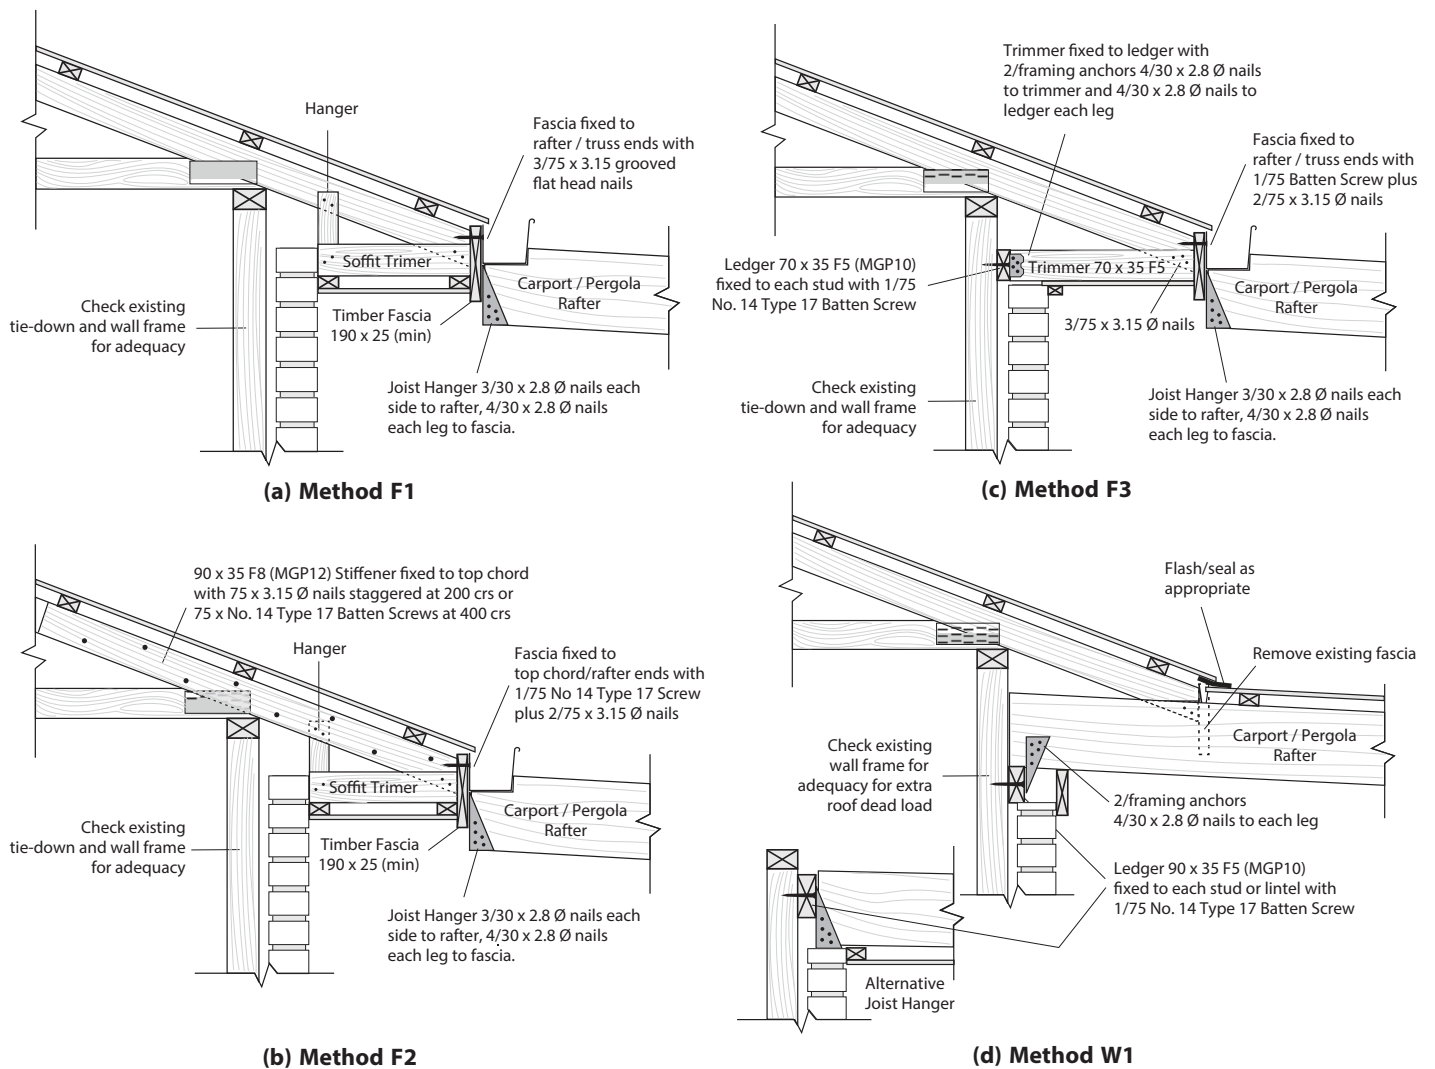 Hanger
Fascia fixed to
rafter / truss ends with
3/75 x 3.15 grooved
flat head nails
Soffit Trimer
Carport / Pergola
Rafter
Check existing
tie-down and wall frame
for adequacy
Timber Fascia
190 x 25 (min)
Joist Hanger 3/30 x 2.8 Ø nails each
side to rafter, 4/30 x 2.8 Ø nails
each leg to fascia.
(a) Method F1
Trimmer fixed to ledger with
2/framing anchors 4/30 x 2.8 Ø nails
to trimmer and 4/30 x 2.8 Ø nails to
ledger each leg
Fascia fixed to
rafter / truss ends with
1/75 Batten Screw plus
2/75 x 3.15 Ø nails
Ledger 70 x 35 F5 (MGP10)
fixed to each stud with 1/75
No. 14 Type 17 Batten Screw
Trimmer 70 x 35 F5
Carport / Pergola
Rafter
3/75 x 3.15 Ø nails
Check existing
tie-down and wall frame
for adequacy
Joist Hanger 3/30 x 2.8 Ø nails each
side to rafter, 4/30 x 2.8 Ø nails
each leg to fascia.
(c) Method F3
90 x 35 F8 (MGP12) Stiffener fixed to top chord
with 75 x 3.15 Ø nails staggered at 200 crs or
75 x No. 14 Type 17 Batten Screws at 400 crs
Hanger
Fascia fixed to
top chord/rafter ends with
1/75 No 14 Type 17 Screw
plus 2/75 x 3.15 Ø nails
Soffit Trimer
Carport / Pergola
Rafter
Check existing
tie-down and wall frame
for adequacy
Timber Fascia
190 x 25 (min)
Joist Hanger 3/30 x 2.8 Ø nails each
side to rafter, 4/30 x 2.8 Ø nails
each leg to fascia.
(b) Method F2
Flash/seal as
appropriate
Remove existing fascia
Carport / Pergola
Rafter
Check existing
wall frame for
adequacy for extra
roof dead load
2/framing anchors
4/30 x 2.8 Ø nails to each leg
Ledger 90 x 35 F5 (MGP10)
fixed to each stud or lintel with
1/75 No. 14 Type 17 Batten Screw
Alternative
Joist Hanger
(d) Method W1